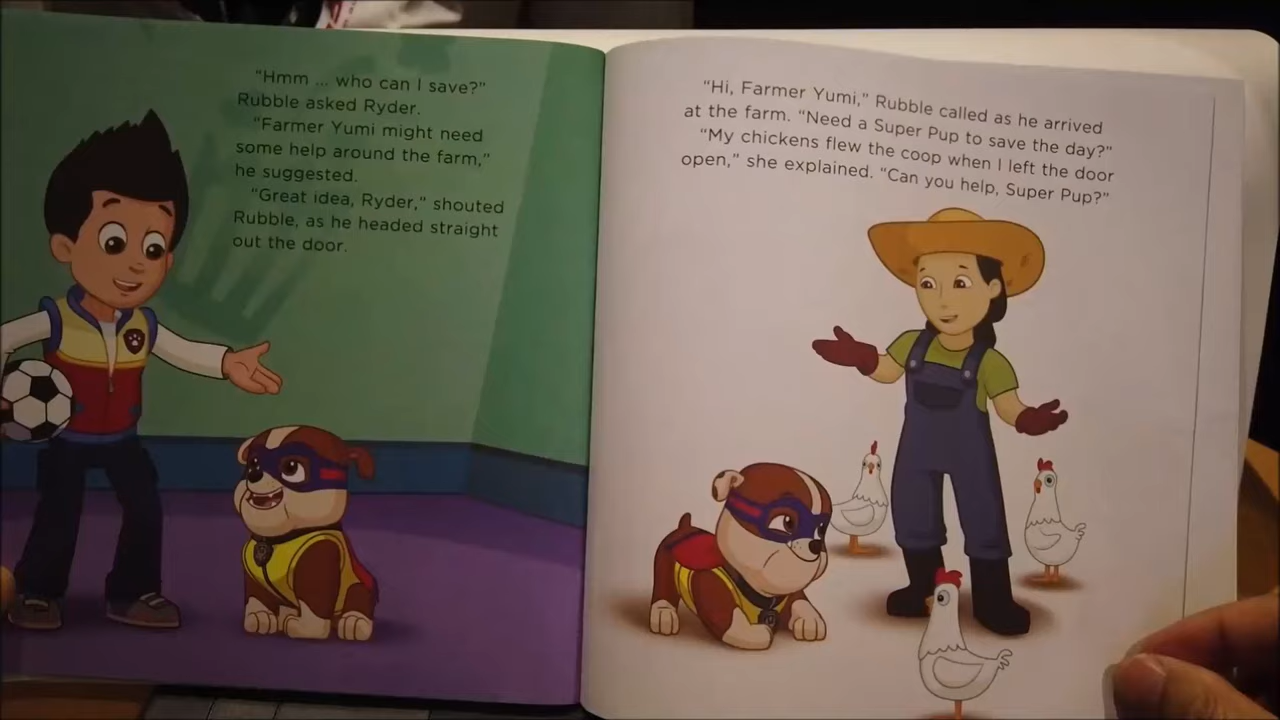 "Hmm ... who can I save?"
Rubble asked Ryder.
"Farmer Yumi might need
some help around the farm,"
he suggested.
"Great idea, Ryder," shouted
Rubble, as he headed straight
out the door.
"Hi, Farmer Yumi," Rubble called as he arrived
at the farm. "Need a Super Pup to save the day?"
"My chickens flew the coop when I left the door
open," she explained. "Can you help, Super Pup?"